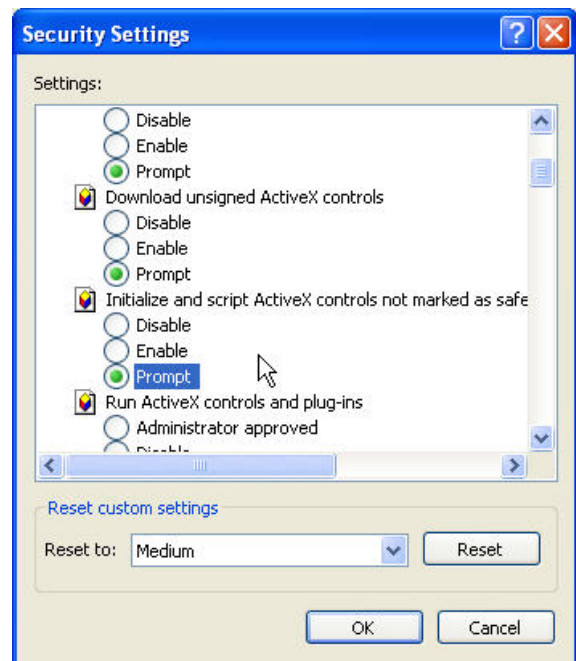 Security Settings
Settings:
Disable
Enable
Prompt
Download unsigned ActiveX controls
Disable
Enable
Prompt
Initialize and script ActiveX controls not marked as safe
Disable
Enable
Prompt
Run ActiveX controls and plug-ins
Administrator approved
Disable
Reset custom settings
Reset to: Medium Reset
OK Cancel